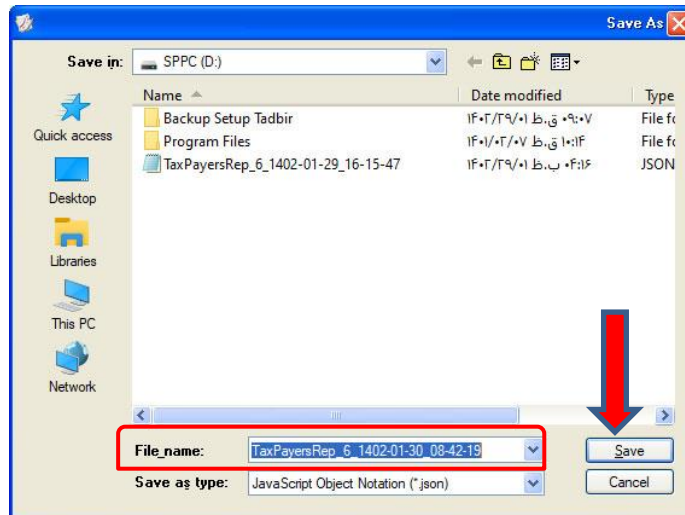 Save As
Save in: SPPC (D:)
Name Date modified Type
Backup Setup Tadbir ۱۴۰۲/۲۹/۰۱ ق.ظ ۰۹:۰۷ File fo
Program Files ۱۴۰۱/۰۲/۰۷ ق.ظ ۱۰:۱۴ File fo
TaxPayersRep_6_1402-01-29_16-15-47 ۱۴۰۲/۲۹/۰۱ ب.ظ ۰۴:۱۶ JSON
Quick access
Desktop
Libraries
This PC
Network
File name: TaxPayersRep_6_1402-01-30_08-42-19 Save
Save as type: JavaScript Object Notation (*.json) Cancel